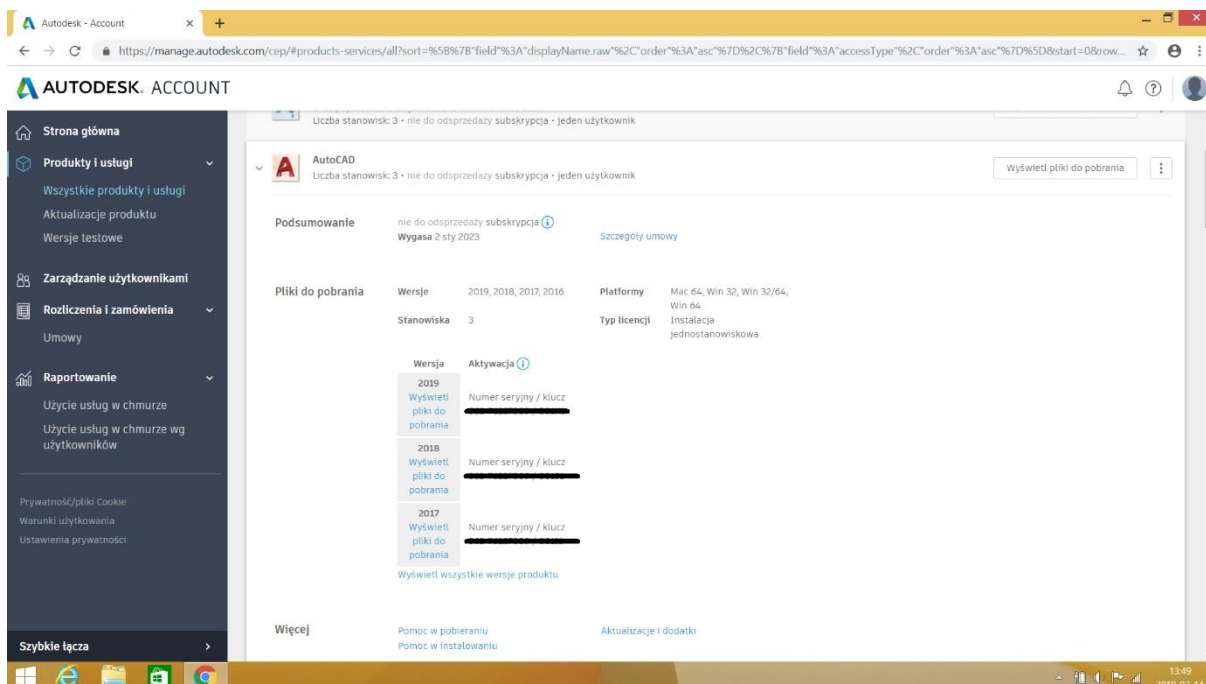 Autodesk - Account
https://manage.autodesk.com/cep/#products-services/all?sort=%5B%7B"field"%3A"displayName.raw"%2C"order"%3A"asc"%7D%2C%7B"field"%3A"accessType"%2C"order"%3A"asc"%7D%5D&start=0&row...
AUTODESK. ACCOUNT
Strona główna
Produkty i usługi
Wszystkie produkty i usługi
Aktualizacje produktu
Wersje testowe
Zarządzanie użytkownikami
Rozliczenia i zamówienia
Umowy
Raportowanie
Użycie usług w chmurze
Użycie usług w chmurze wg
użytkowników
Prywatność/pliki Cookie
Warunki użytkowania
Ustawienia prywatności
Szybkie łącza
Liczba stanowisk: 3 • nie do odsprzedaży subskrypcja • jeden użytkownik
AutoCAD
Liczba stanowisk: 3 • nie do odsprzedaży subskrypcja • jeden użytkownik
Wyświetl pliki do pobrania
Podsumowanie
nie do odsprzedaży subskrypcja
Wygasa 2 sty 2023
Szczegóły umowy
Pliki do pobrania
Wersje 2019, 2018, 2017, 2016
Platformy Mac 64, Win 32, Win 32/64,
Win 64
Stanowiska 3
Typ licencji Instalacja
jednostanowiskowa
Wersja Aktywacja
2019
Wyświetl
pliki do
pobrania
Numer seryjny / klucz
2018
Wyświetl
pliki do
pobrania
Numer seryjny / klucz
2017
Wyświetl
pliki do
pobrania
Numer seryjny / klucz
Wyświetl wszystkie wersje produktu
Więcej
Pomoc w pobieraniu
Pomoc w instalowaniu
Aktualizacje i dodatki
13:49